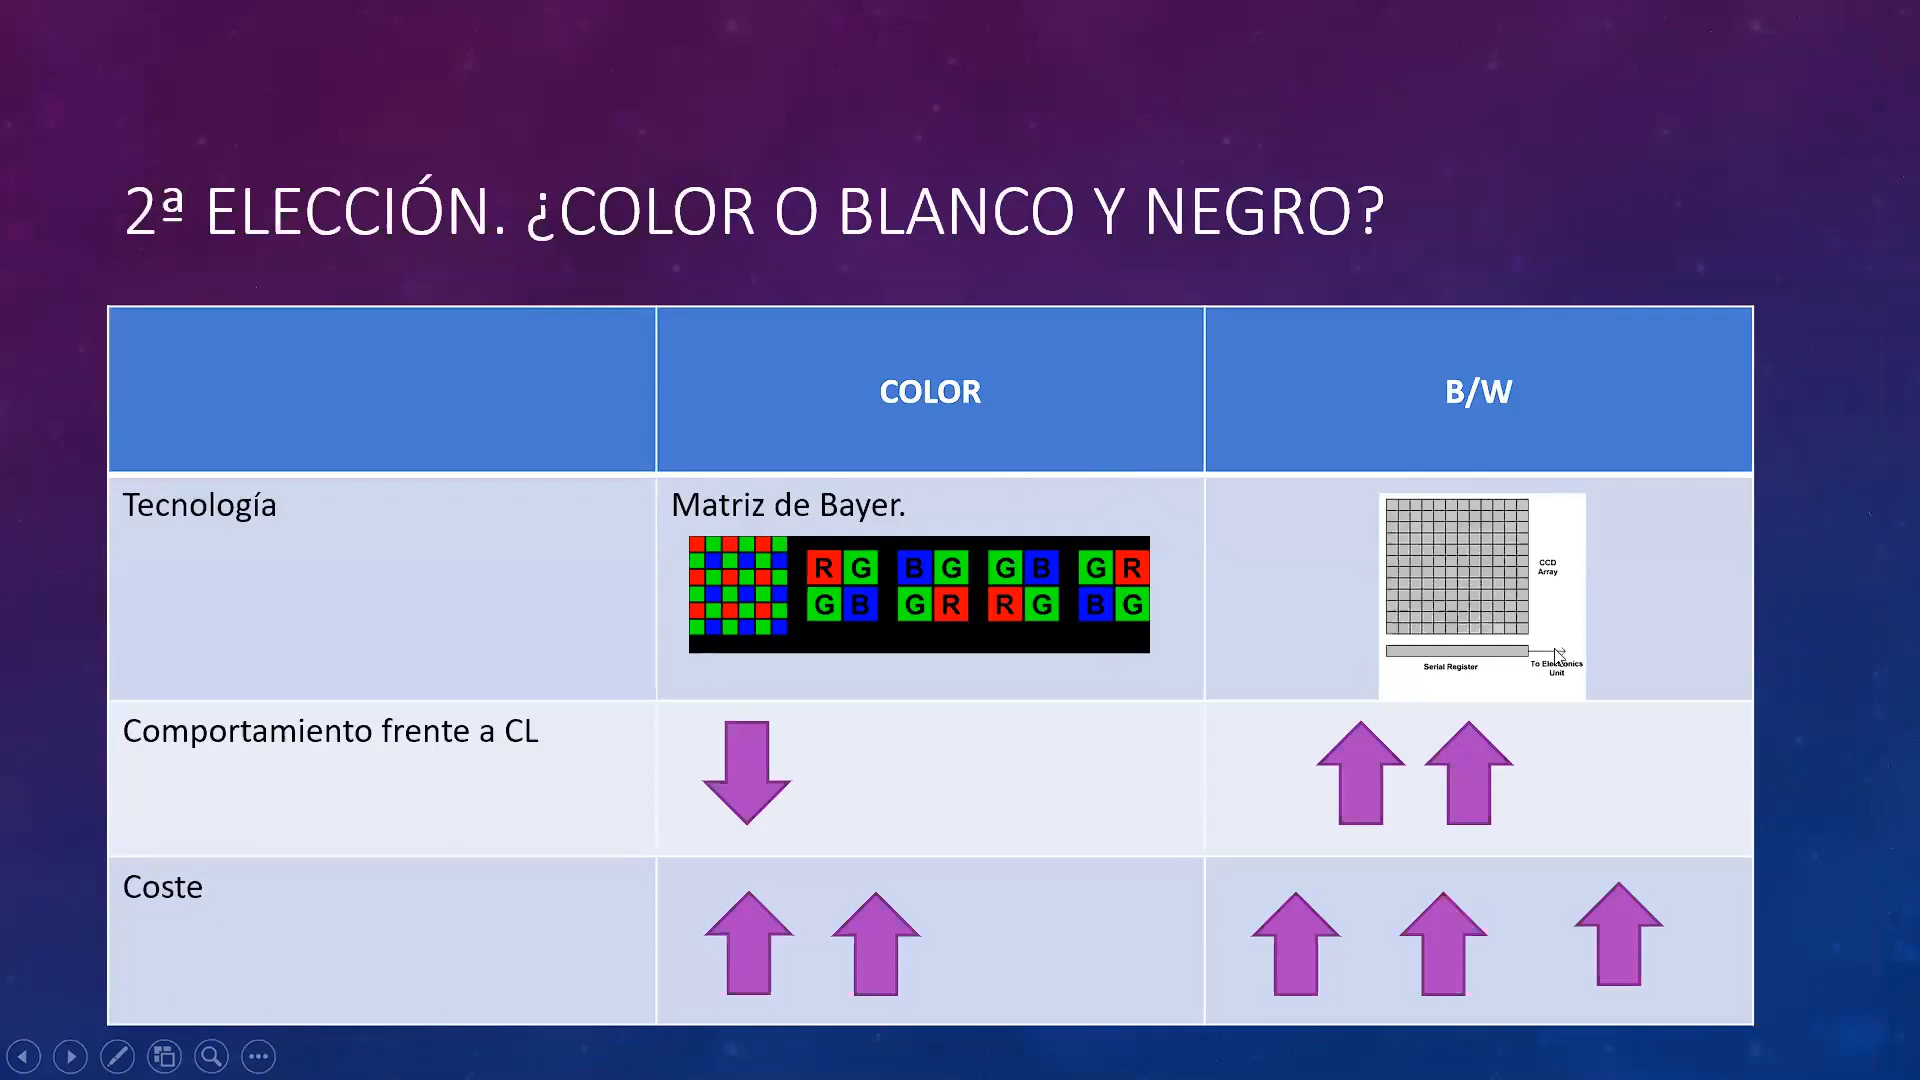 2ª ELECCIÓN. ¿COLOR O BLANCO Y NEGRO?
COLOR
B/W
Tecnología
Matriz de Bayer.
R G B G G B G R
G B G R R G B G
CCD
Array
Serial Register
To Electronics
Unit
Comportamiento frente a CL
Coste